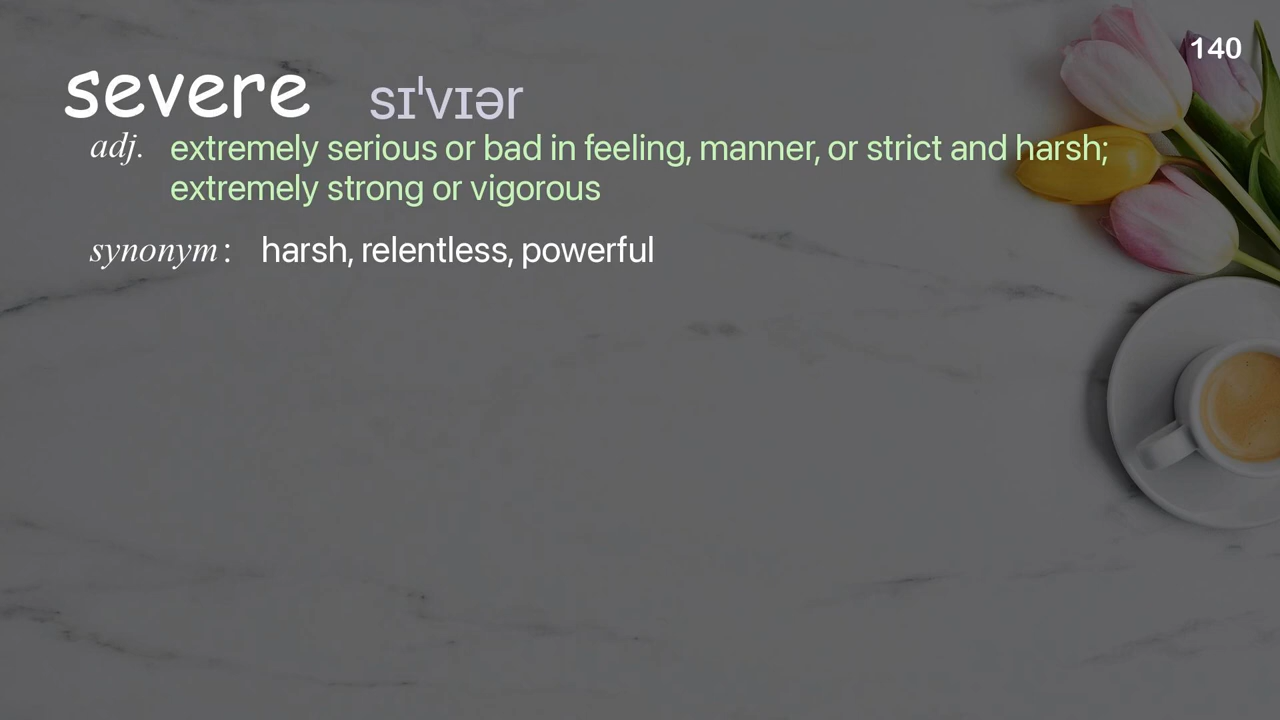 140
severe sɪˈvɪər
adj. extremely serious or bad in feeling, manner, or strict and harsh;
extremely strong or vigorous
synonym : harsh, relentless, powerful